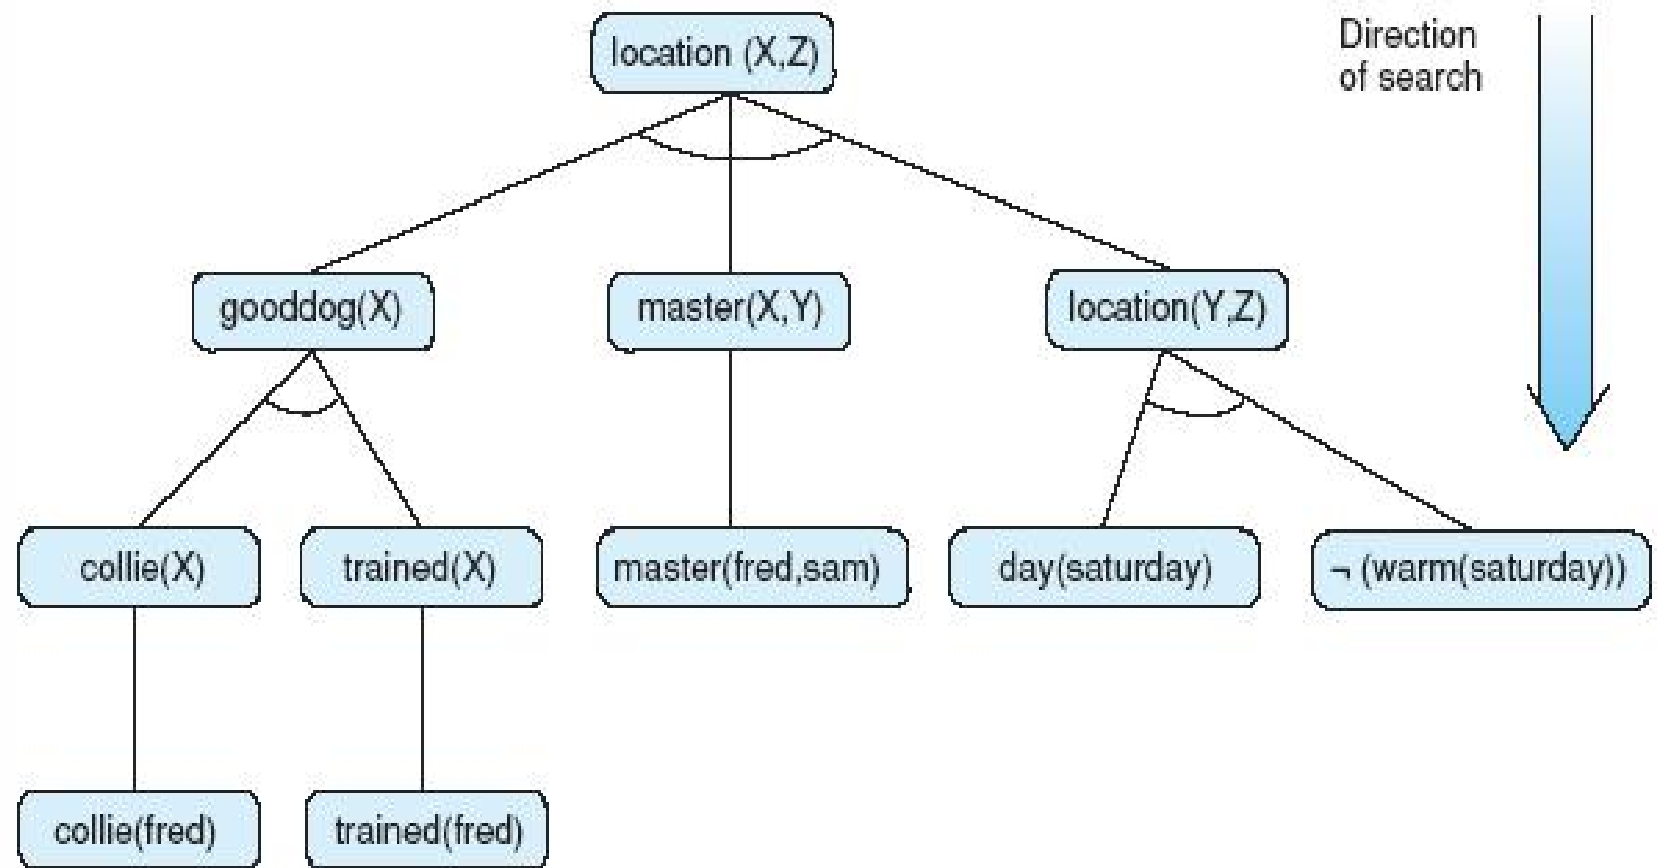 location (X,Z)
Direction
of search
gooddog(X)
master(X,Y)
location(Y,Z)
collie(X)
trained(X)
master(fred,sam)
day(saturday)
¬ (warm(saturday))
collie(fred)
trained(fred)